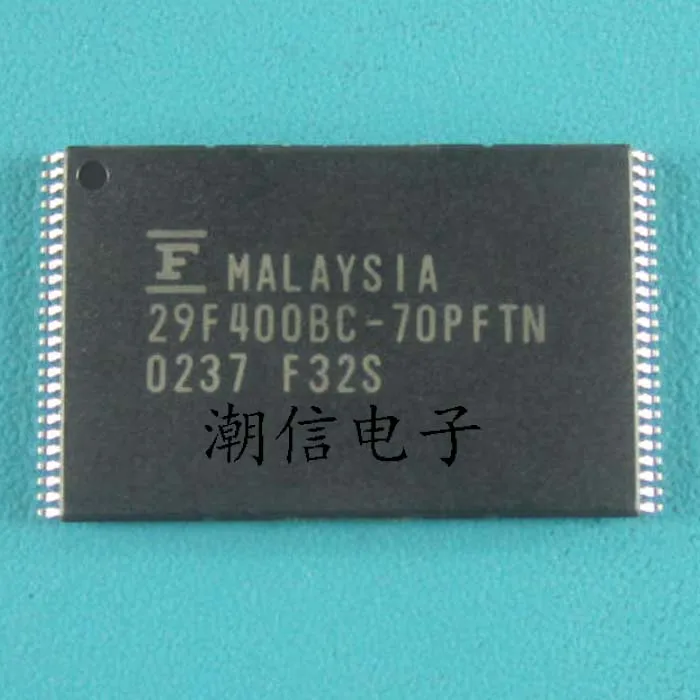 F MALAYSIA
29F400BC-70PFTN
0237 F32S
潮信电子